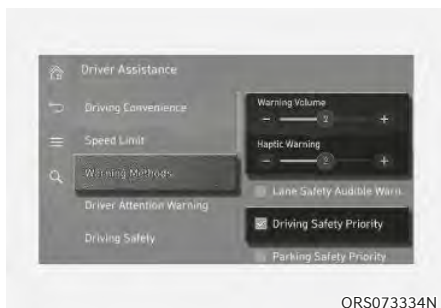 Driver Assistance
Driving Convenience
Speed Limit
Warning Methods
Driver Attention Warning
Driving Safety
Warning Volume
- 2 +
Haptic Warning
- 2 +
Lane Safety Audible Warn.
Driving Safety Priority
Parking Safety Priority
ORS073334N